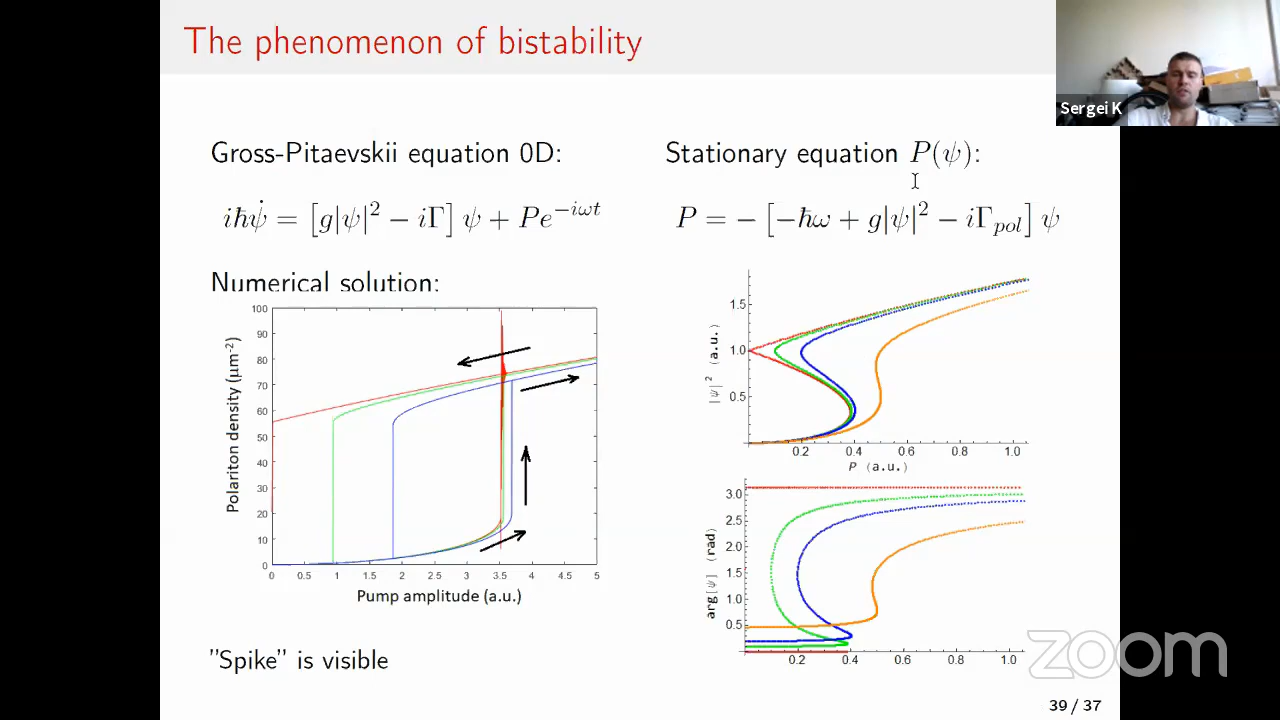 The phenomenon of bistability
Sergei K
Gross-Pitaevskii equation 0D:
iħψ̇ = [g|ψ|² − iΓ] ψ + Pe^{−iωt}
Numerical solution:
100
90
80
70
60
50
40
30
20
10
0
Polariton density (μm⁻²)
0 0.5 1 1.5 2 2.5 3 3.5 4 4.5 5
Pump amplitude (a.u.)
"Spike" is visible
Stationary equation P(ψ):
P = − [−ħω + g|ψ|² − iΓ_{pol}] ψ
1.5
1.0
0.5
|ψ|² (a.u.)
0.2 0.4 0.6 0.8 1.0
P (a.u.)
3.0
2.5
2.0
1.5
1.0
0.5
arg[ψ] (rad)
0.2 0.4 0.6 0.8 1.0
zoom
39 / 37